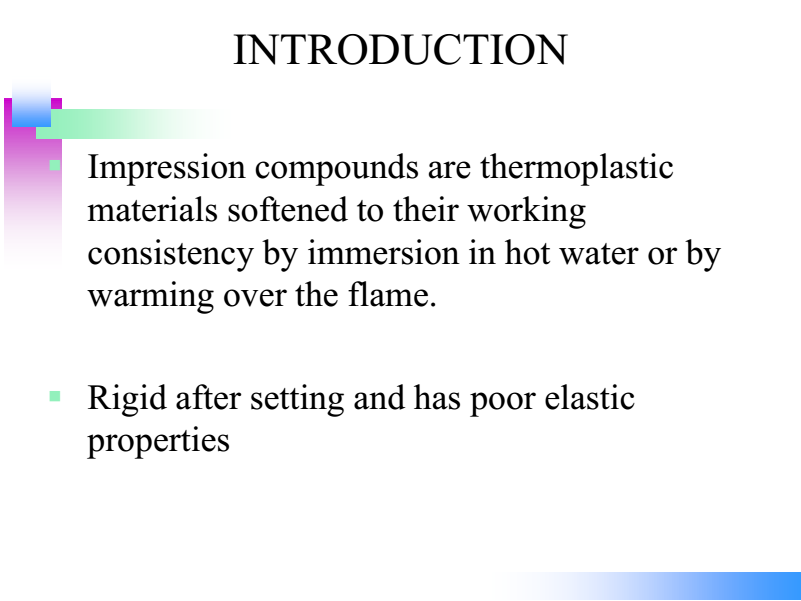 INTRODUCTION
Impression compounds are thermoplastic
materials softened to their working
consistency by immersion in hot water or by
warming over the flame.
Rigid after setting and has poor elastic
properties